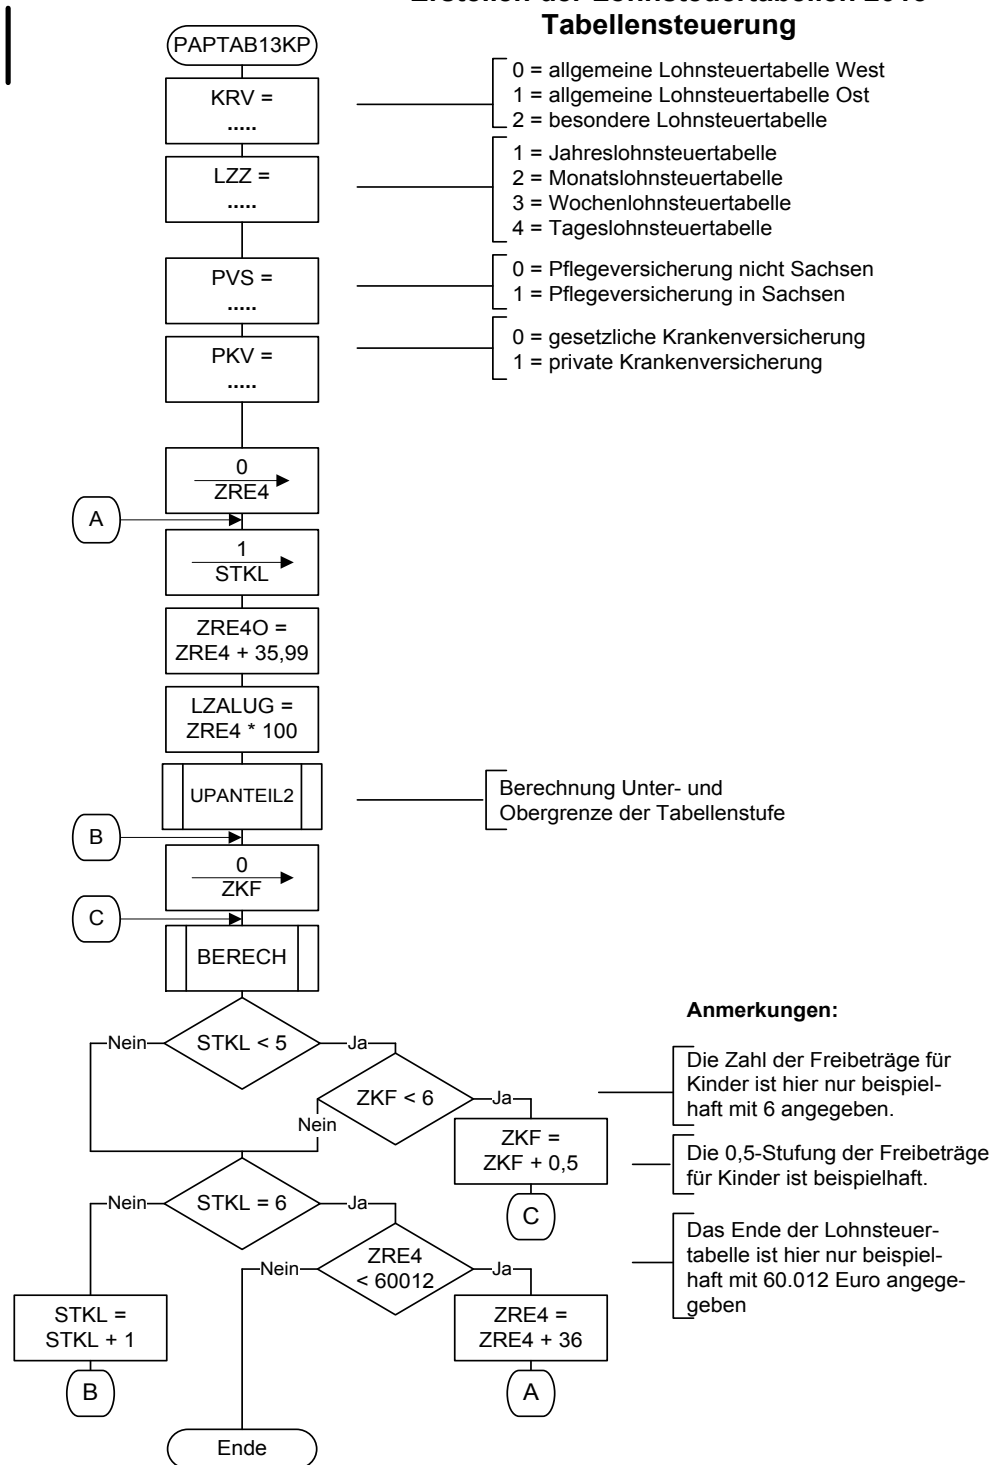 Tabellensteuerung
PAPTAB13KP
KRV =
.....
0 = allgemeine Lohnsteuertabelle West
1 = allgemeine Lohnsteuertabelle Ost
2 = besondere Lohnsteuertabelle
LZZ =
.....
1 = Jahreslohnsteuertabelle
2 = Monatslohnsteuertabelle
3 = Wochenlohnsteuertabelle
4 = Tageslohnsteuertabelle
PVS =
.....
0 = Pflegeversicherung nicht Sachsen
1 = Pflegeversicherung in Sachsen
PKV =
.....
0 = gesetzliche Krankenversicherung
1 = private Krankenversicherung
0
ZRE4
A
1
STKL
ZRE4O =
ZRE4 + 35,99
LZALUG =
ZRE4 * 100
UPANTEIL2
Berechnung Unter- und
Obergrenze der Tabellenstufe
B
0
ZKF
C
BERECH
Anmerkungen:
Nein
STKL < 5
Ja
ZKF < 6
Ja
Nein
Die Zahl der Freibeträge für
Kinder ist hier nur beispiel-
haft mit 6 angegeben.
ZKF =
ZKF + 0,5
Die 0,5-Stufung der Freibeträge
für Kinder ist beispielhaft.
C
Nein
STKL = 6
Ja
Nein
ZRE4
< 60012
Ja
Das Ende der Lohnsteuer-
tabelle ist hier nur beispiel-
haft mit 60.012 Euro angege-
geben
STKL =
STKL + 1
ZRE4 =
ZRE4 + 36
B
A
Ende